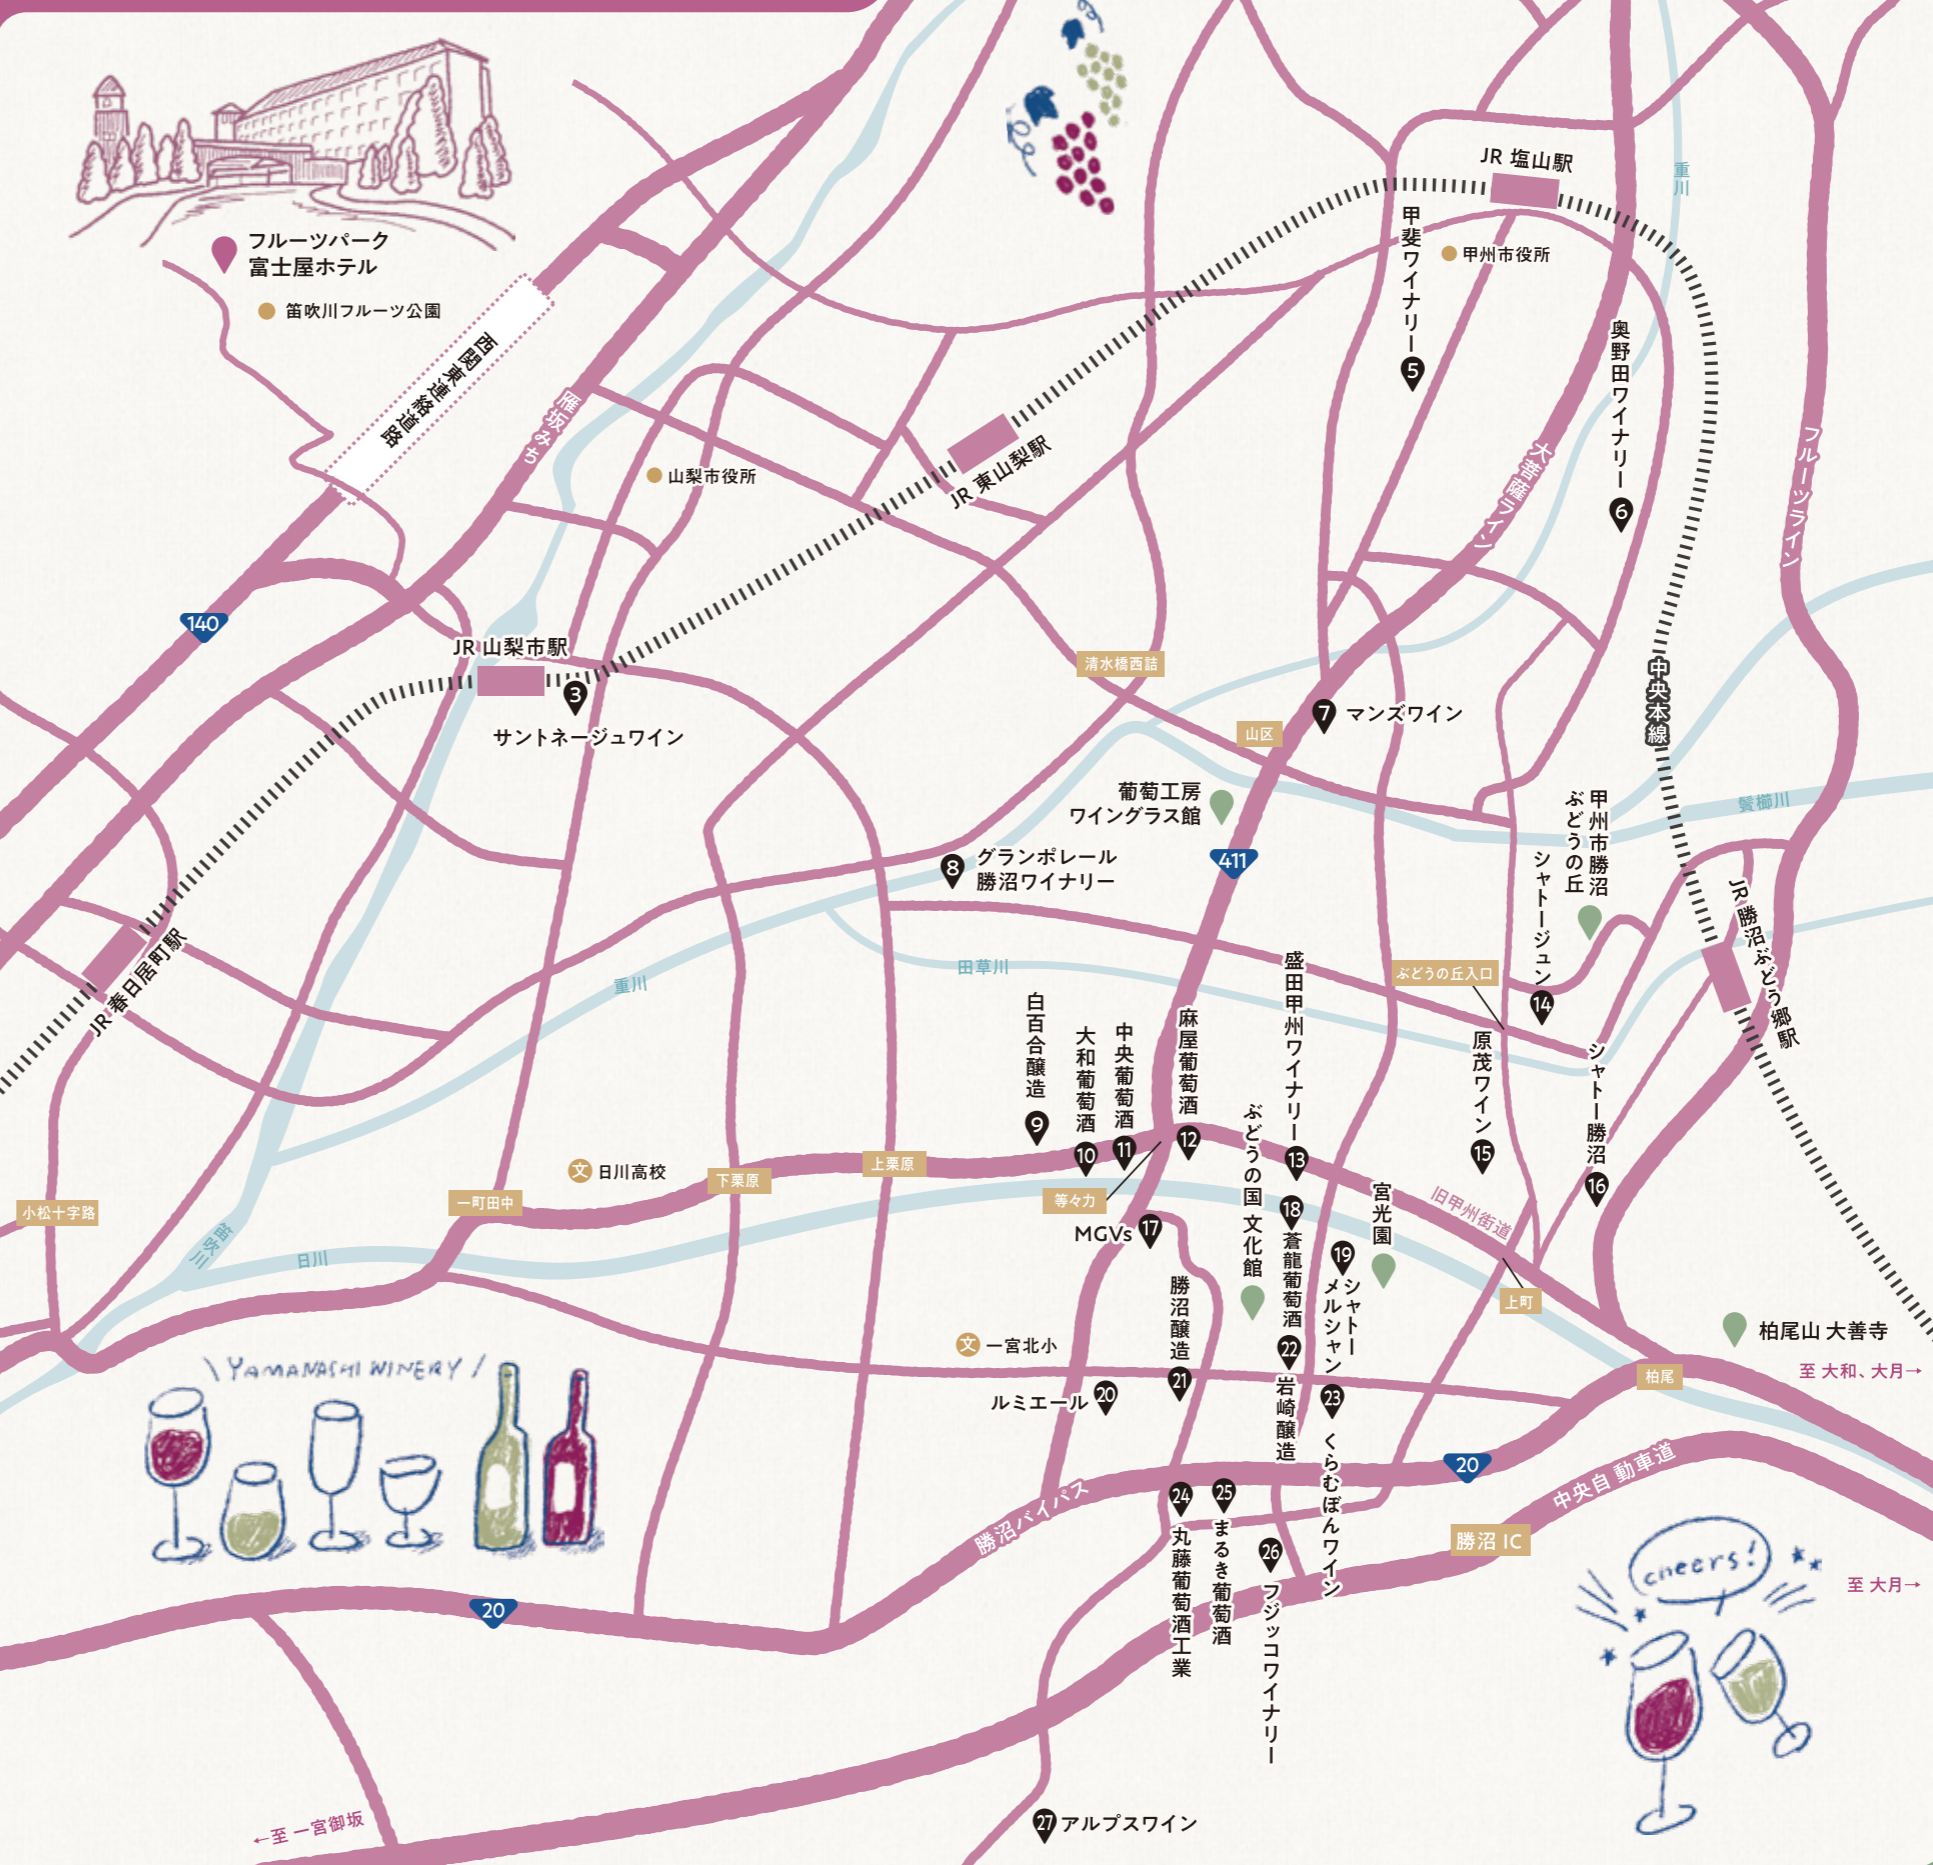 フルーツパーク
富士屋ホテル
笛吹川フルーツ公園
西関東連絡道路
雁坂みち
山梨市役所
JR 東山梨駅
JR 塩山駅
甲州市役所
重川
甲斐ワイナリー
5
奥野田ワイナリー
6
大菩薩ライン
フルーツライン
140
JR 山梨市駅
3
サントネージュワイン
清水橋西詰
山区
7
マンズワイン
中央本線
葡萄工房
ワイングラス館
411
8
グランポレール
勝沼ワイナリー
鬢櫛川
甲州市勝沼
ぶどうの丘
シャトージュン
14
JR 勝沼ぶどう郷駅
JR 春日居町駅
重川
田草川
ぶどうの丘入口
白百合醸造
9
大和葡萄酒
10
中央葡萄酒
11
麻屋葡萄酒
12
盛田甲州ワイナリー
13
原茂ワイン
15
シャトー勝沼
16
日川高校
文
下栗原
上栗原
一町田中
小松十字路
等々力
笛吹川
日川
MGVs
17
ぶどうの国 文化館
18
蒼龍葡萄酒
19
シャトー
メルシャン
宮光園
旧甲州街道
上町
柏尾山 大善寺
至 大和、大月→
柏尾
文
一宮北小
勝沼醸造
21
22
岩崎醸造
ルミエール
20
23
くらむぼんワイン
YAMANASHI WINERY
20
勝沼バイパス
中央自動車道
勝沼 IC
24
丸藤葡萄酒工業
25
まるき葡萄酒
26
フジッコワイナリー
cheers!
至 大月→
20
←至 一宮御坂
27
アルプスワイン